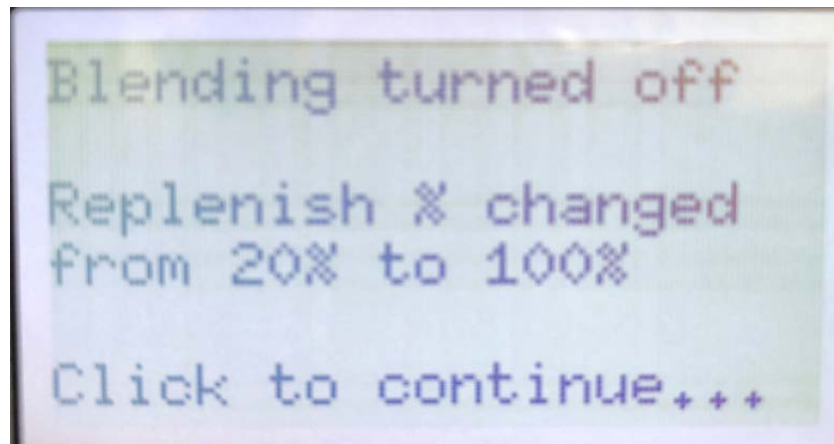 Blending turned off
Replenish % changed
from 20% to 100%
Click to continue...